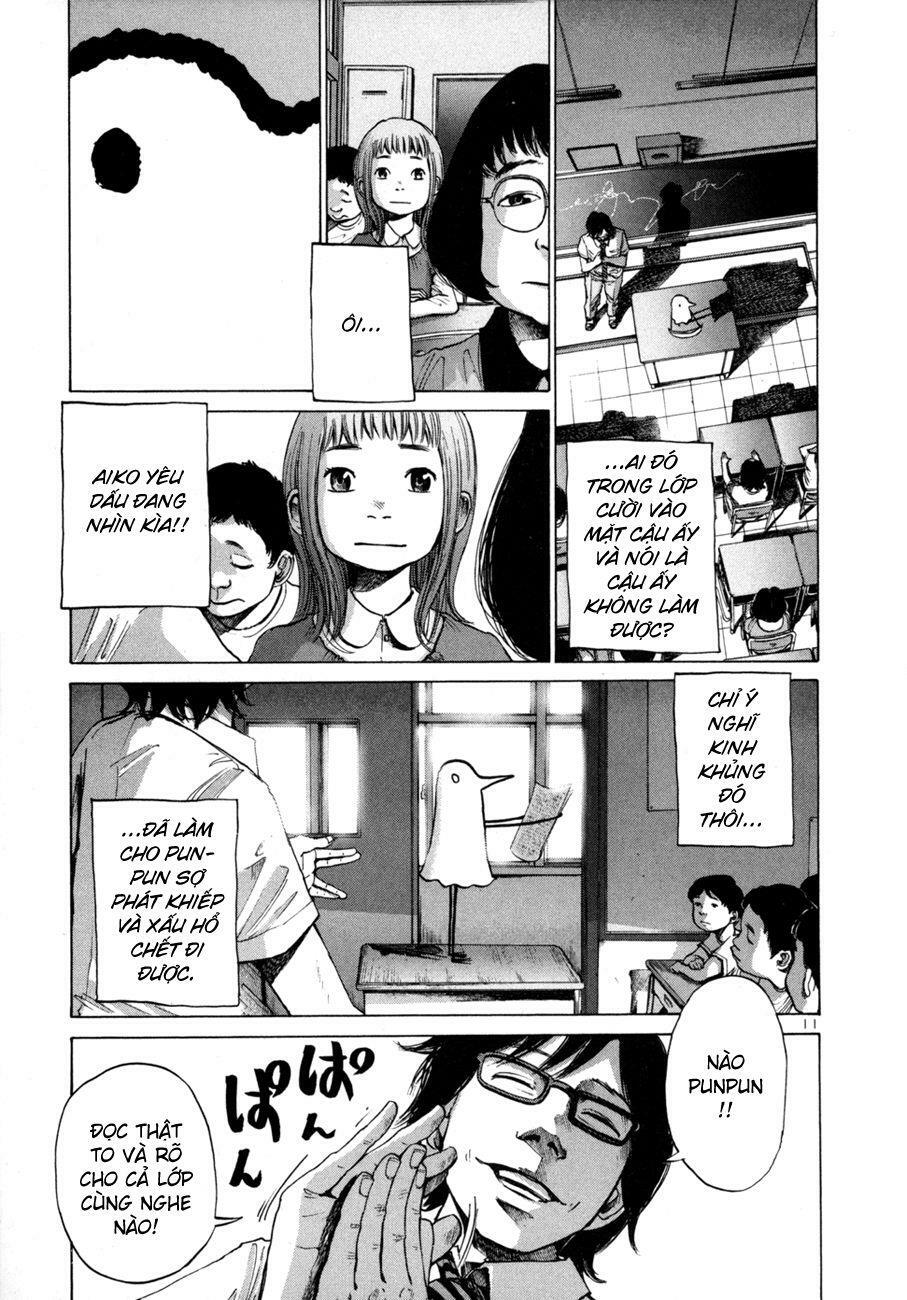 ...AI ĐÓ
TRONG LỚP
CƯỜI VÀO
MẶT CẬU ẤY
VÀ NÓI LÀ
CẬU ẤY
KHÔNG LÀM
ĐƯỢC?
ÔI...
AIKO YÊU
DẤU ĐANG
NHÌN KÌA!!
CHỈ Ý
NGHĨ
KINH
KHỦNG
ĐÓ
THÔI...
...ĐÃ LÀM
CHO PUN-
PUN SỢ
PHÁT KHIẾP
VÀ XẤU HỔ
CHẾT ĐI
ĐƯỢC.
11
NÀO
PUNPUN
!!
ぱん
ぱん
ĐỌC THẬT
TO VÀ RÕ
CHO CẢ LỚP
CÙNG NGHE
NÀO!